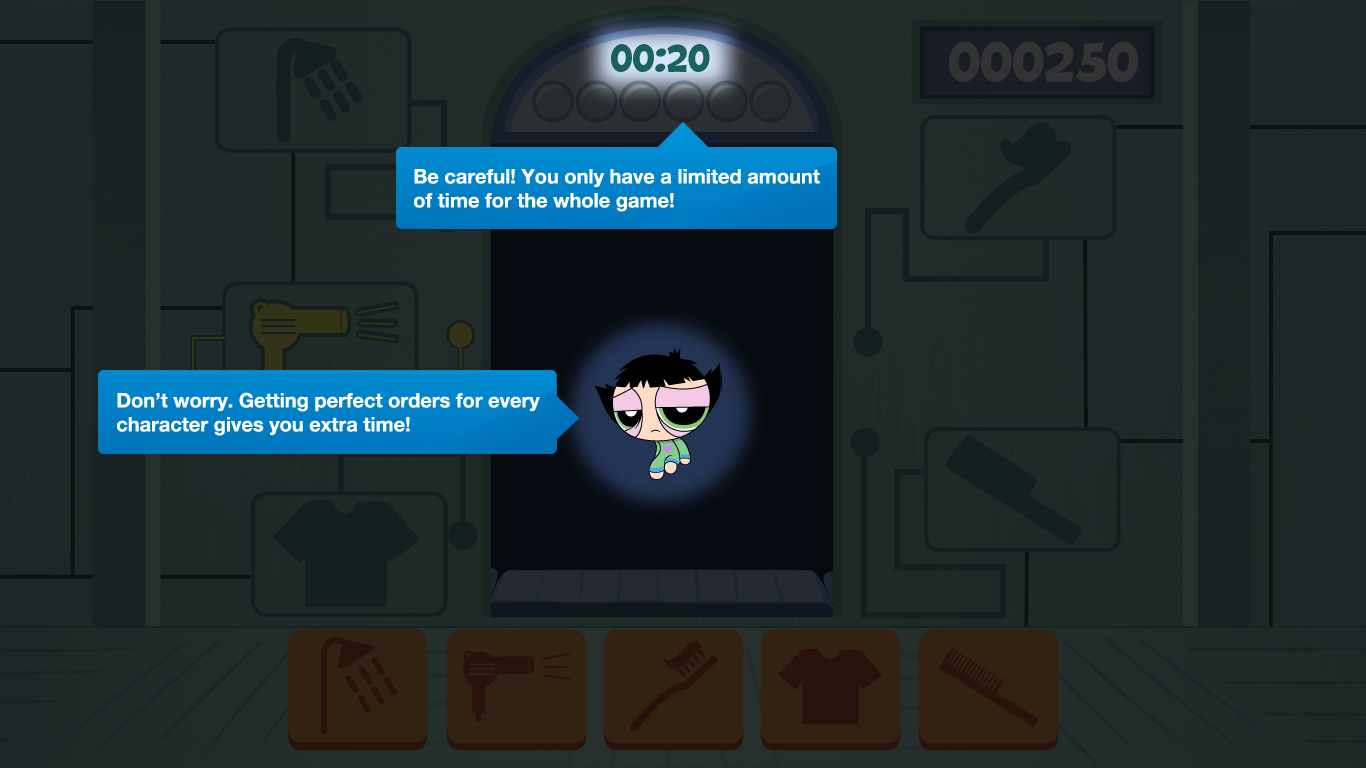 00:20
000250
Be careful! You only have a limited amount
of time for the whole game!
Don’t worry. Getting perfect orders for every
character gives you extra time!